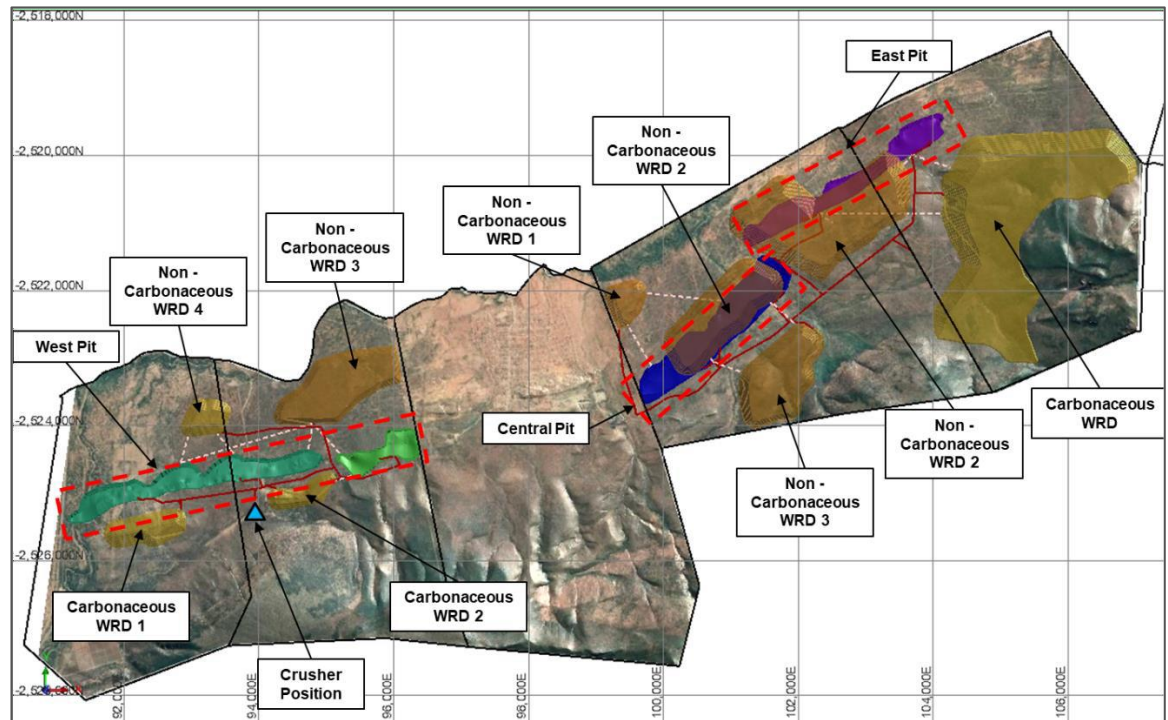 -2,518,000N
East Pit
Non -
Carbonaceous
WRD 2
-2,520,000N
Non -
Carbonaceous
WRD 1
Non -
Carbonaceous
WRD 3
Non -
Carbonaceous
WRD 4
-2,522,000N
West Pit
-2,524,000N
Central Pit
Carbonaceous
WRD
Non -
Carbonaceous
WRD 2
Non -
Carbonaceous
WRD 3
-2,526,000N
Carbonaceous
WRD 1
Carbonaceous
WRD 2
Crusher
Position
92,000E
94,000E
96,000E
98,000E
100,000E
102,000E
104,000E
106,000E